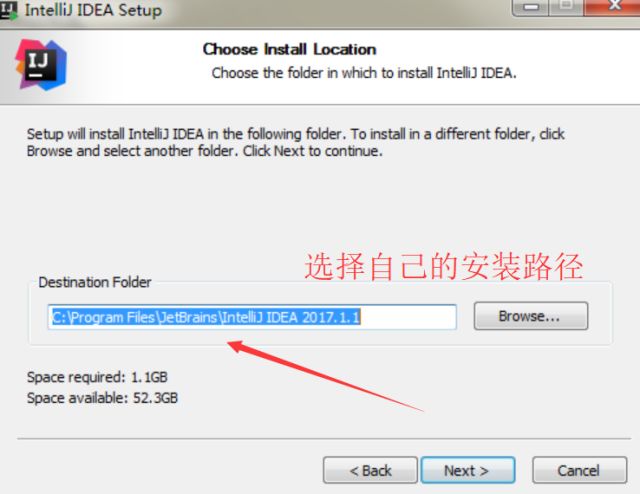 IntelliJ IDEA Setup
IJ
Choose Install Location
Choose the folder in which to install IntelliJ IDEA.
Setup will install IntelliJ IDEA in the following folder. To install in a different folder, click
Browse and select another folder. Click Next to continue.
选择自己的安装路径
Destination Folder
C:\Program Files\JetBrains\IntelliJ IDEA 2017.1.1
Browse...
Space required: 1.1GB
Space available: 52.3GB
< Back
Next >
Cancel